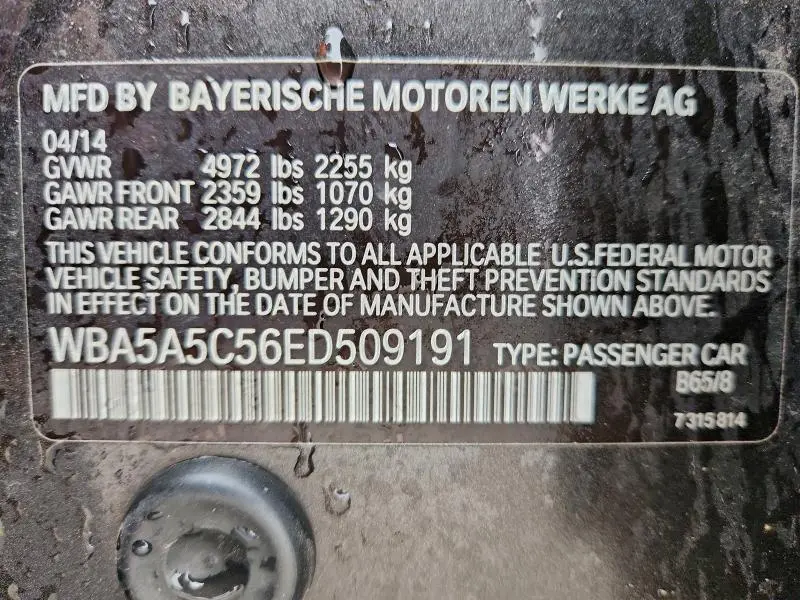 MFD BY BAYERISCHE MOTOREN WERKE AG
04/14
GVWR 4972 lbs 2255 kg
GAWR FRONT 2359 lbs 1070 kg
GAWR REAR 2844 lbs 1290 kg
THIS VEHICLE CONFORMS TO ALL APPLICABLE U.S.FEDERAL MOTOR
VEHICLE SAFETY, BUMPER AND THEFT PREVENTION STANDARDS
IN EFFECT ON THE DATE OF MANUFACTURE SHOWN ABOVE.
WBA5A5C56ED509191 TYPE: PASSENGER CAR
B65/8
7315814